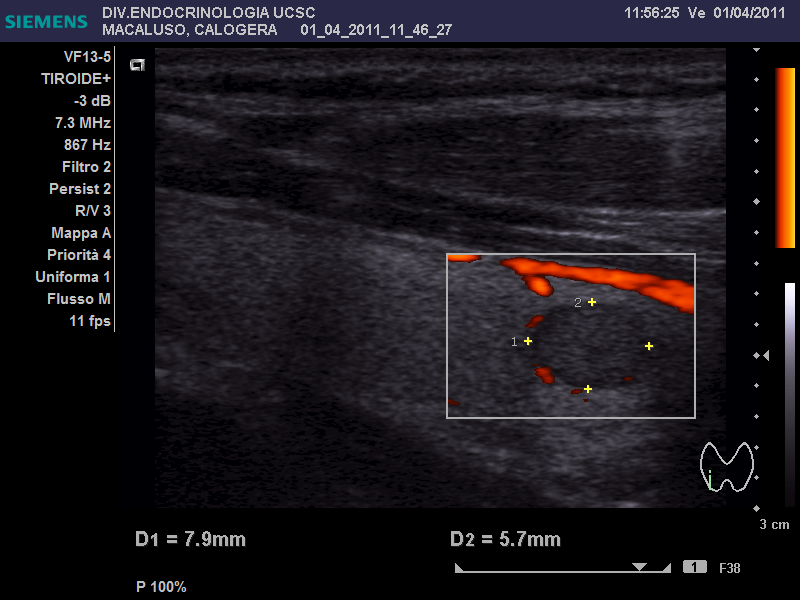 SIEMENS
DIV.ENDOCRINOLOGIA UCSC
11:56:25 Ve 01/04/2011
MACALUSO, CALOGERA 01_04_2011_11_46_27
VF13-5
TIROIDE+
-3 dB
7.3 MHz
867 Hz
Filtro 2
Persist 2
R/V 3
Mappa A
Priorità 4
Uniforma 1
Flusso M
11 fps
2
1
3 cm
D1 = 7.9mm
D2 = 5.7mm
1 F38
P 100%